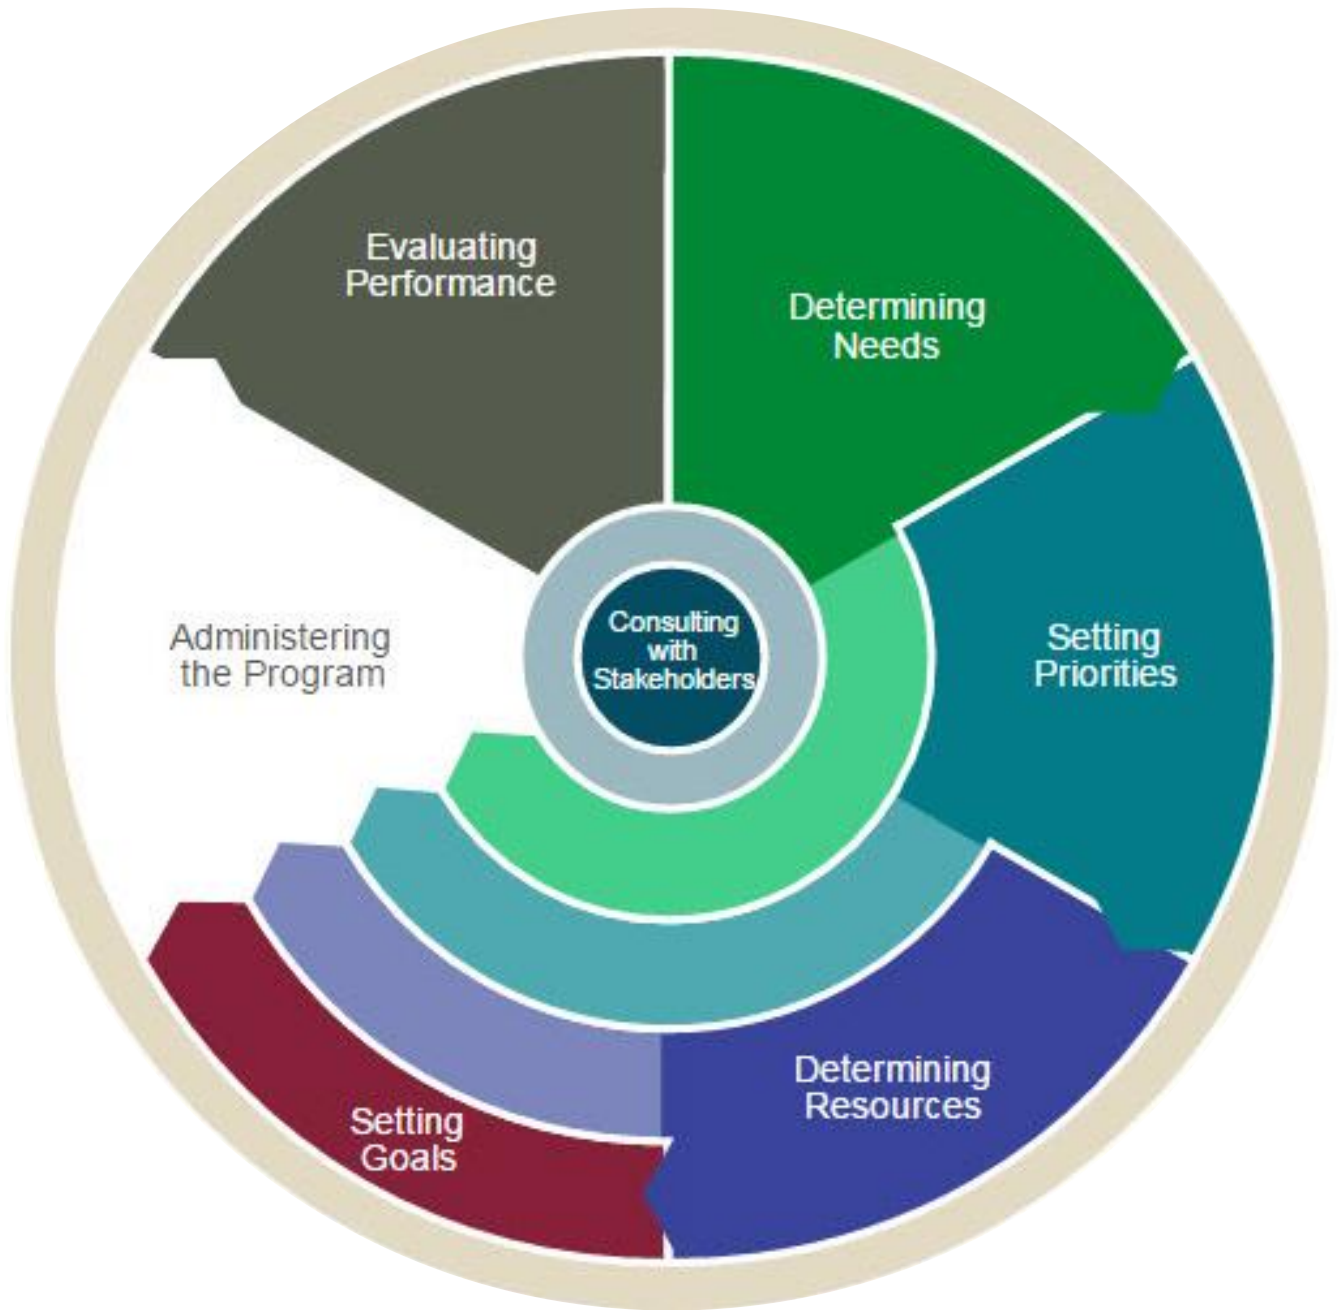 Evaluating
Performance
Determining
Needs
Setting
Priorities
Determining
Resources
Setting
Goals
Administering
the Program
Consulting
with
Stakeholders